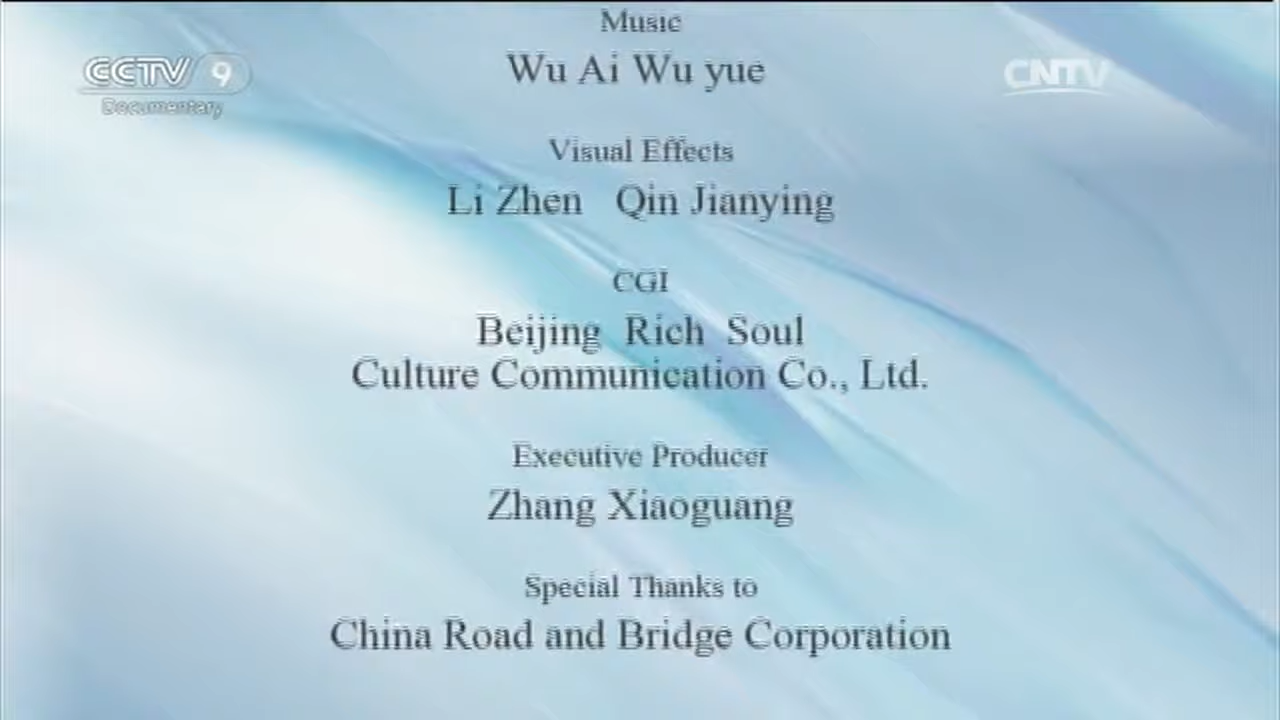 Music
CCTV 9
Documentary
CNTV
Wu Ai Wu yue
Visual Effects
Li Zhen Qin Jianying
CGI
Beijing Rich Soul
Culture Communication Co., Ltd.
Executive Producer
Zhang Xiaoguang
Special Thanks to
China Road and Bridge Corporation